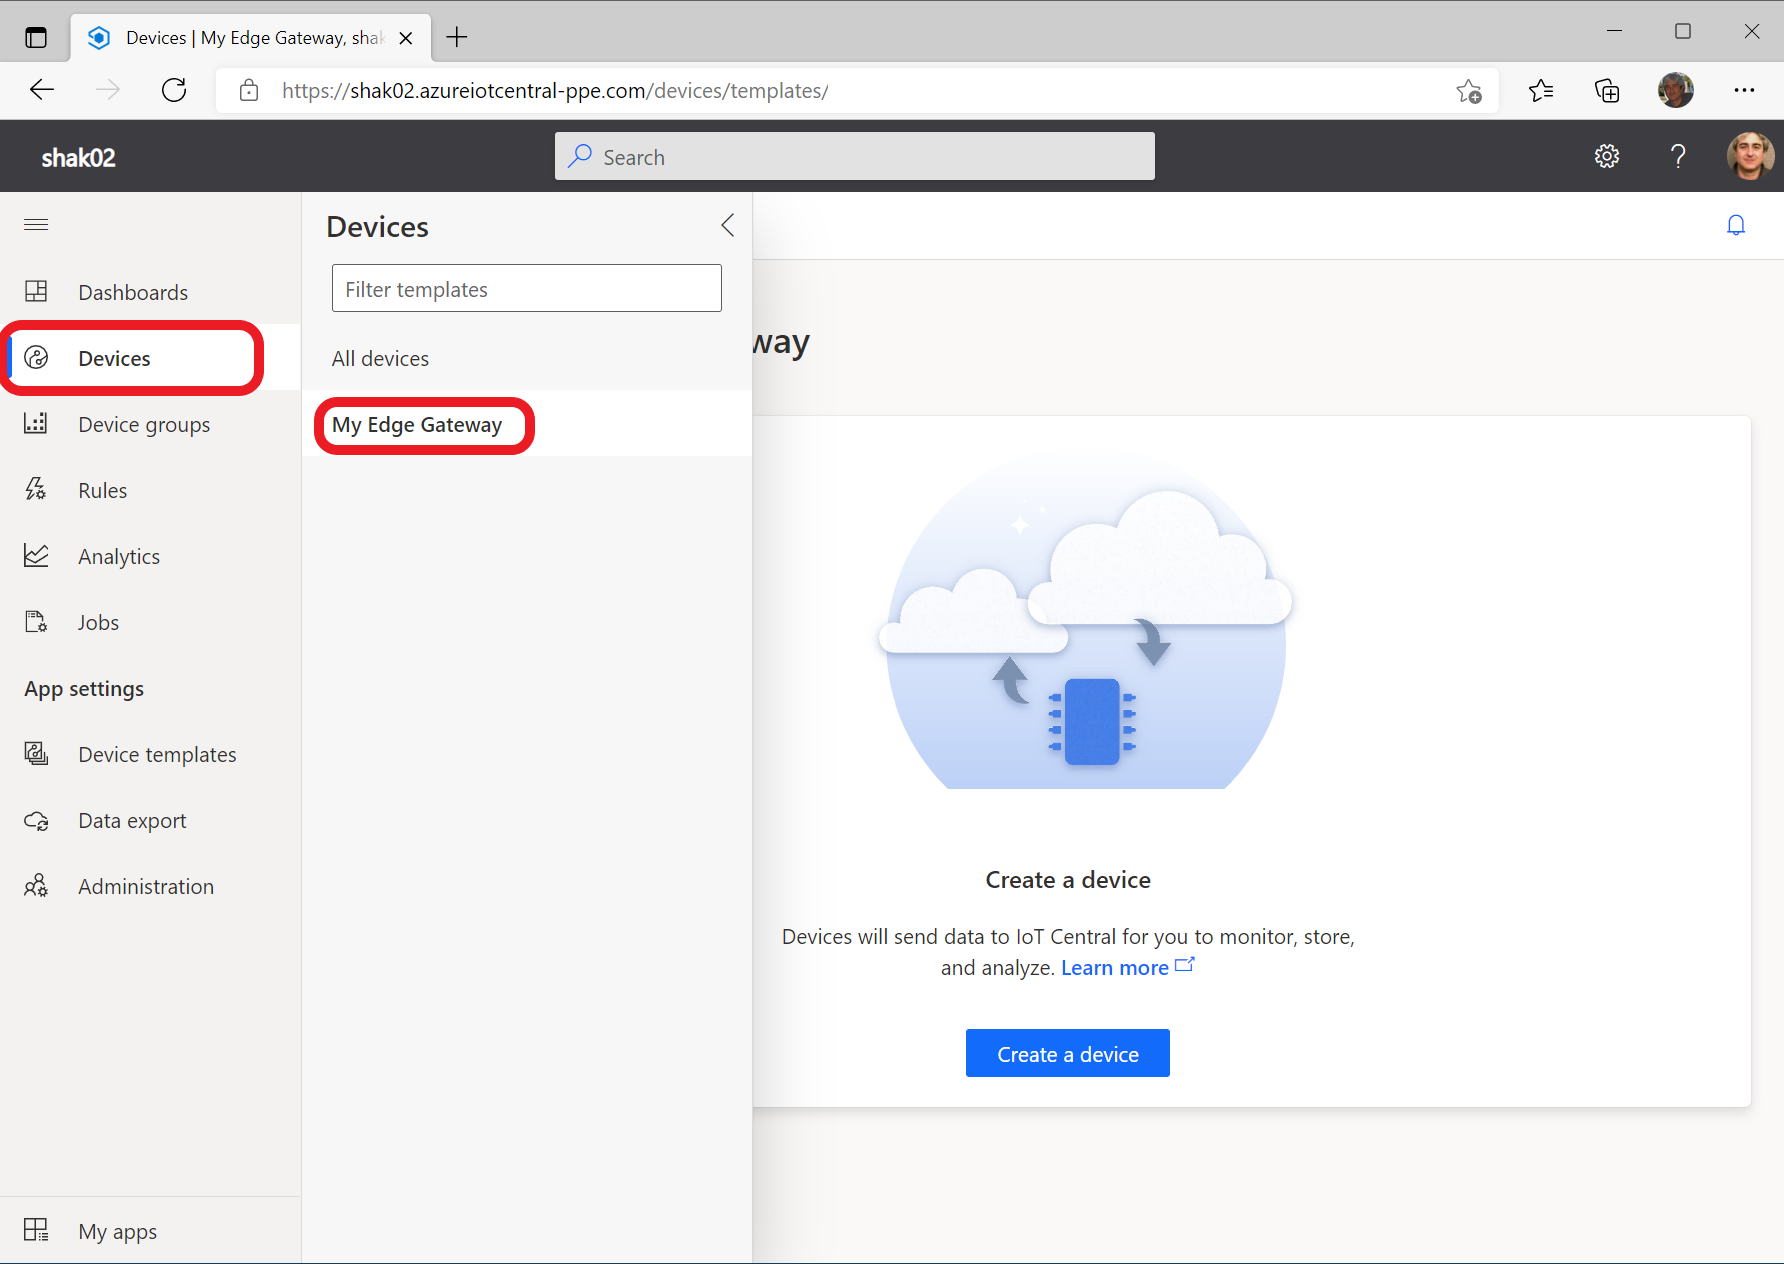 Devices | My Edge Gateway, shak
https://shak02.azureiotcentral-ppe.com/devices/templates/
shak02
Search
Devices
Filter templates
All devices
My Edge Gateway
Dashboards
Devices
Device groups
Rules
Analytics
Jobs
App settings
Device templates
Data export
Administration
My apps
way
Create a device
Devices will send data to IoT Central for you to monitor, store,
and analyze. Learn more
Create a device